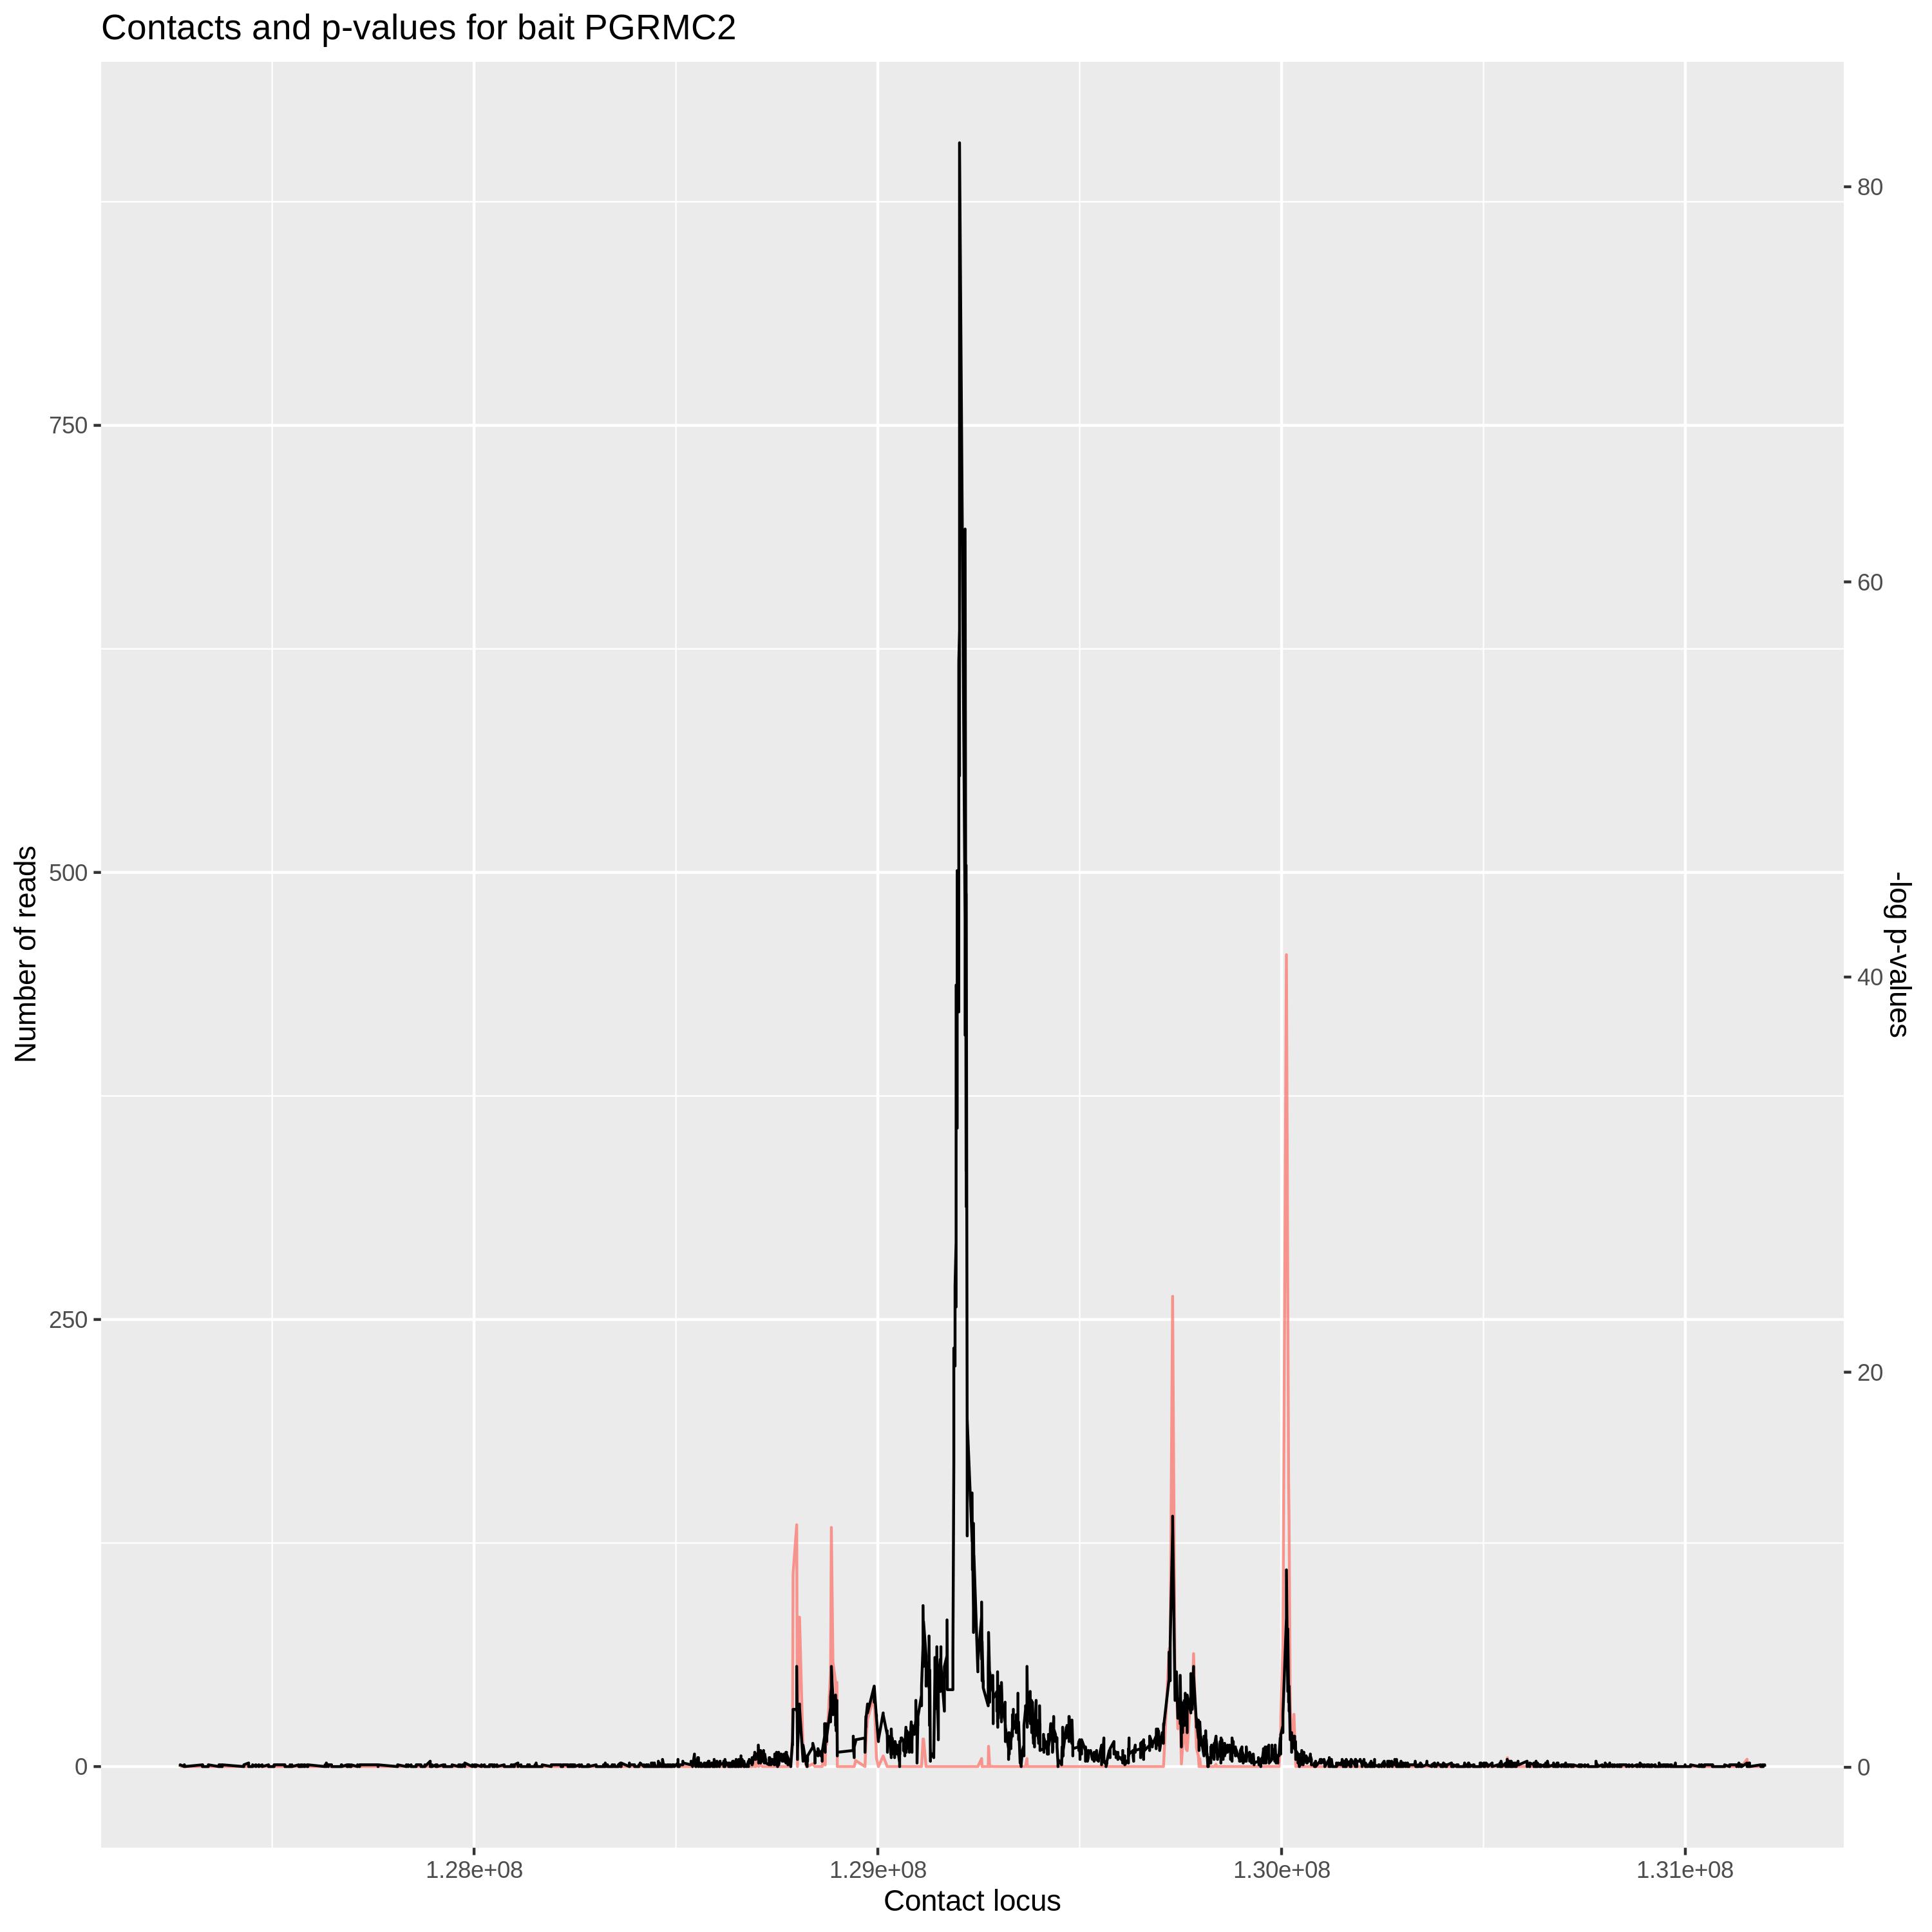 Contacts and p-values for bait PGRMC2
Number of reads
750
500
250
0
80
60
40
20
0
-log p-values
1.28e+08
1.29e+08
1.30e+08
1.31e+08
Contact locus